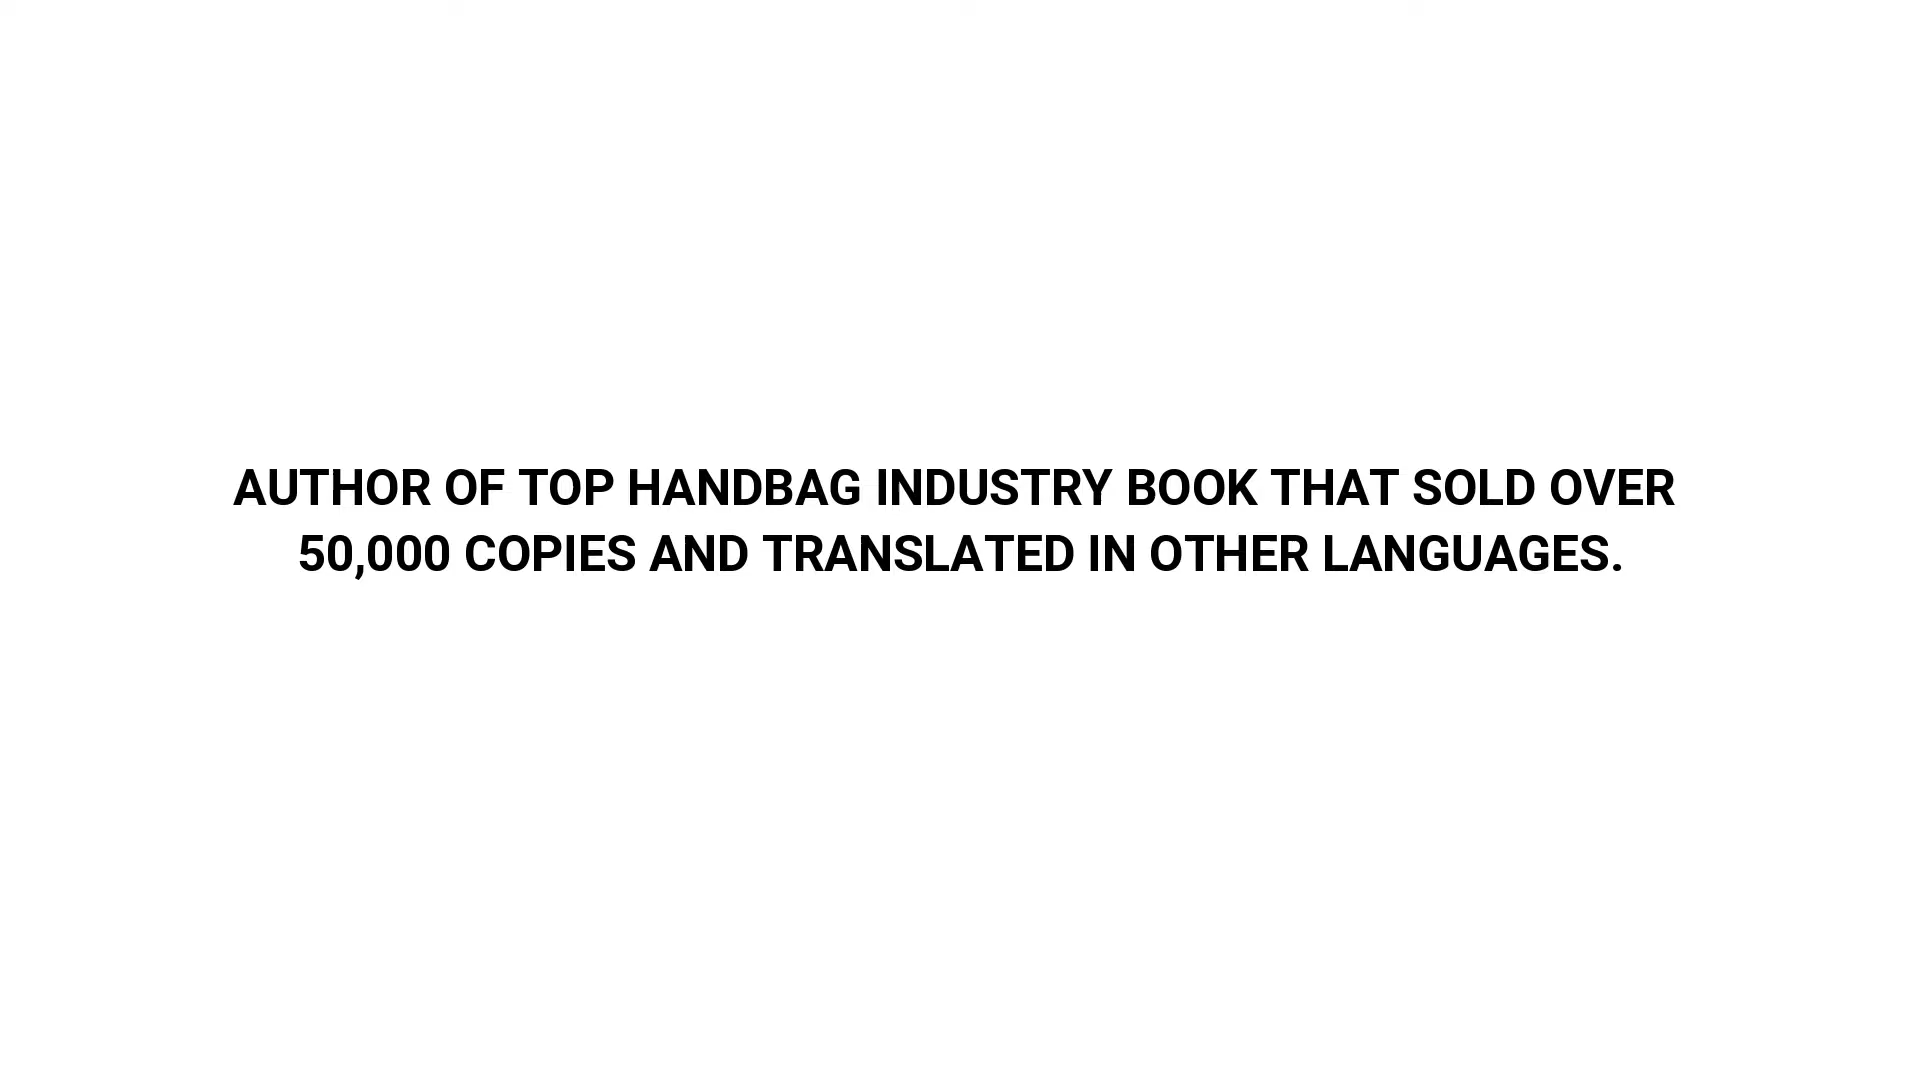 AUTHOR OF TOP HANDBAG INDUSTRY BOOK THAT SOLD OVER
50,000 COPIES AND TRANSLATED IN OTHER LANGUAGES.